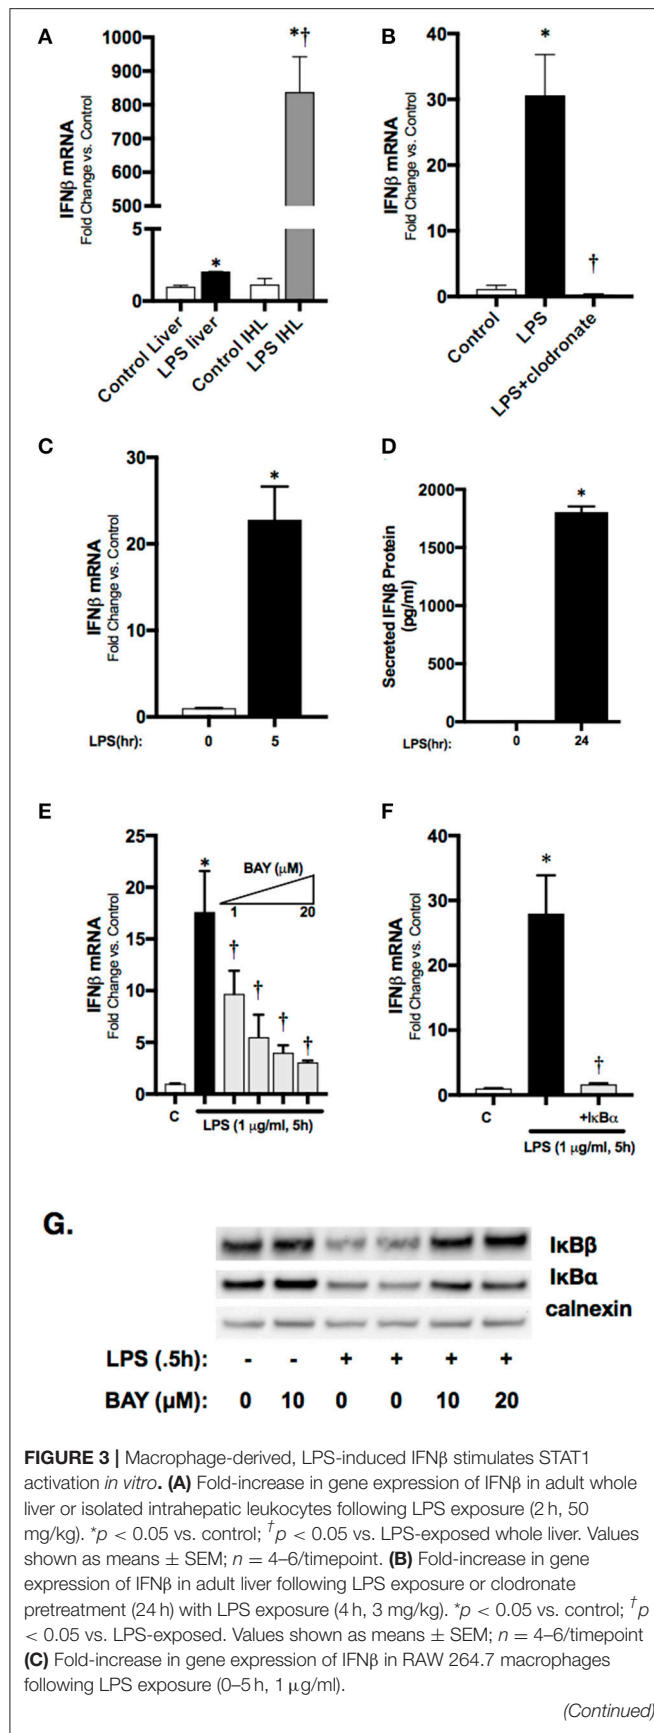 A
IFNβ mRNA
Fold Change vs. Control
1000
900
800
700
600
500
5
0
*
*†
Control Liver
LPS liver
Control IHL
LPS IHL
B
IFNβ mRNA
Fold Change vs. Control
40
30
20
10
0
*
†
Control
LPS
LPS+clodronate
C
IFNβ mRNA
Fold Change vs. Control
30
20
10
0
*
LPS(hr): 0 5
D
Secreted IFNβ Protein
(pg/ml)
2000
1750
1500
1000
500
0
*
LPS(hr): 0 24
E
IFNβ mRNA
Fold Change vs. Control
25
20
15
10
5
0
*
BAY (μM)
1 20
†
†
†
†
C
LPS (1 μg/ml, 5h)
F
IFNβ mRNA
Fold Change vs. Control
40
30
20
10
0
*
†
C +IκBα
LPS (1 μg/ml, 5h)
G.
IκBβ
IκBα
calnexin
LPS (.5h): - - + + + +
BAY (μM): 0 10 0 0 10 20
FIGURE 3 | Macrophage-derived, LPS-induced IFNβ stimulates STAT1
activation in vitro. (A) Fold-increase in gene expression of IFNβ in adult whole
liver or isolated intrahepatic leukocytes following LPS exposure (2 h, 50
mg/kg). *p < 0.05 vs. control; †p < 0.05 vs. LPS-exposed whole liver. Values
shown as means ± SEM; n = 4–6/timepoint. (B) Fold-increase in gene
expression of IFNβ in adult liver following LPS exposure or clodronate
pretreatment (24 h) with LPS exposure (4 h, 3 mg/kg). *p < 0.05 vs. control; †p
< 0.05 vs. LPS-exposed. Values shown as means ± SEM; n = 4–6/timepoint
(C) Fold-increase in gene expression of IFNβ in RAW 264.7 macrophages
following LPS exposure (0–5 h, 1 μg/ml).
(Continued)